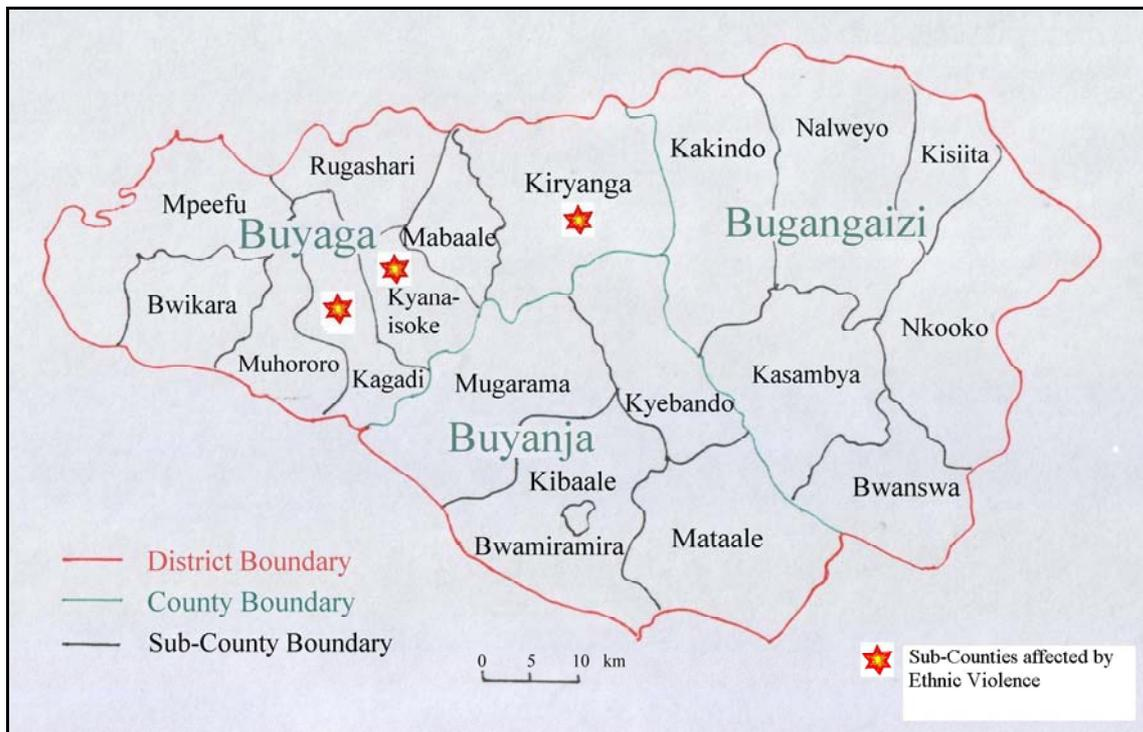 Nalweyo
Kakindo
Kisiita
Rugashari
Kiryanga
Mpeefu
Buyaga
Mabaale
Bugangaizi
Bwikara
Kyana-
isoke
Nkooko
Muhororo
Kagadi
Mugarama
Kasambya
Kyebando
Buyanja
Kibaale
Bwanswa
Bwamiramira
Mataale
District Boundary
County Boundary
Sub-County Boundary
0 5 10 km
Sub-Counties affected by
Ethnic Violence